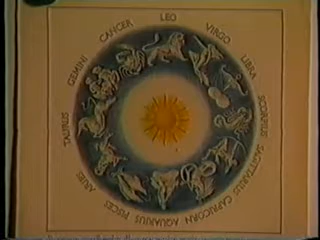 LEO
VIRGO
LIBRA
SCORPIUS
SAGITTARIUS
CAPRICORN
AQUARIUS
PISCES
ARIES
TAURUS
GEMINI
CANCER